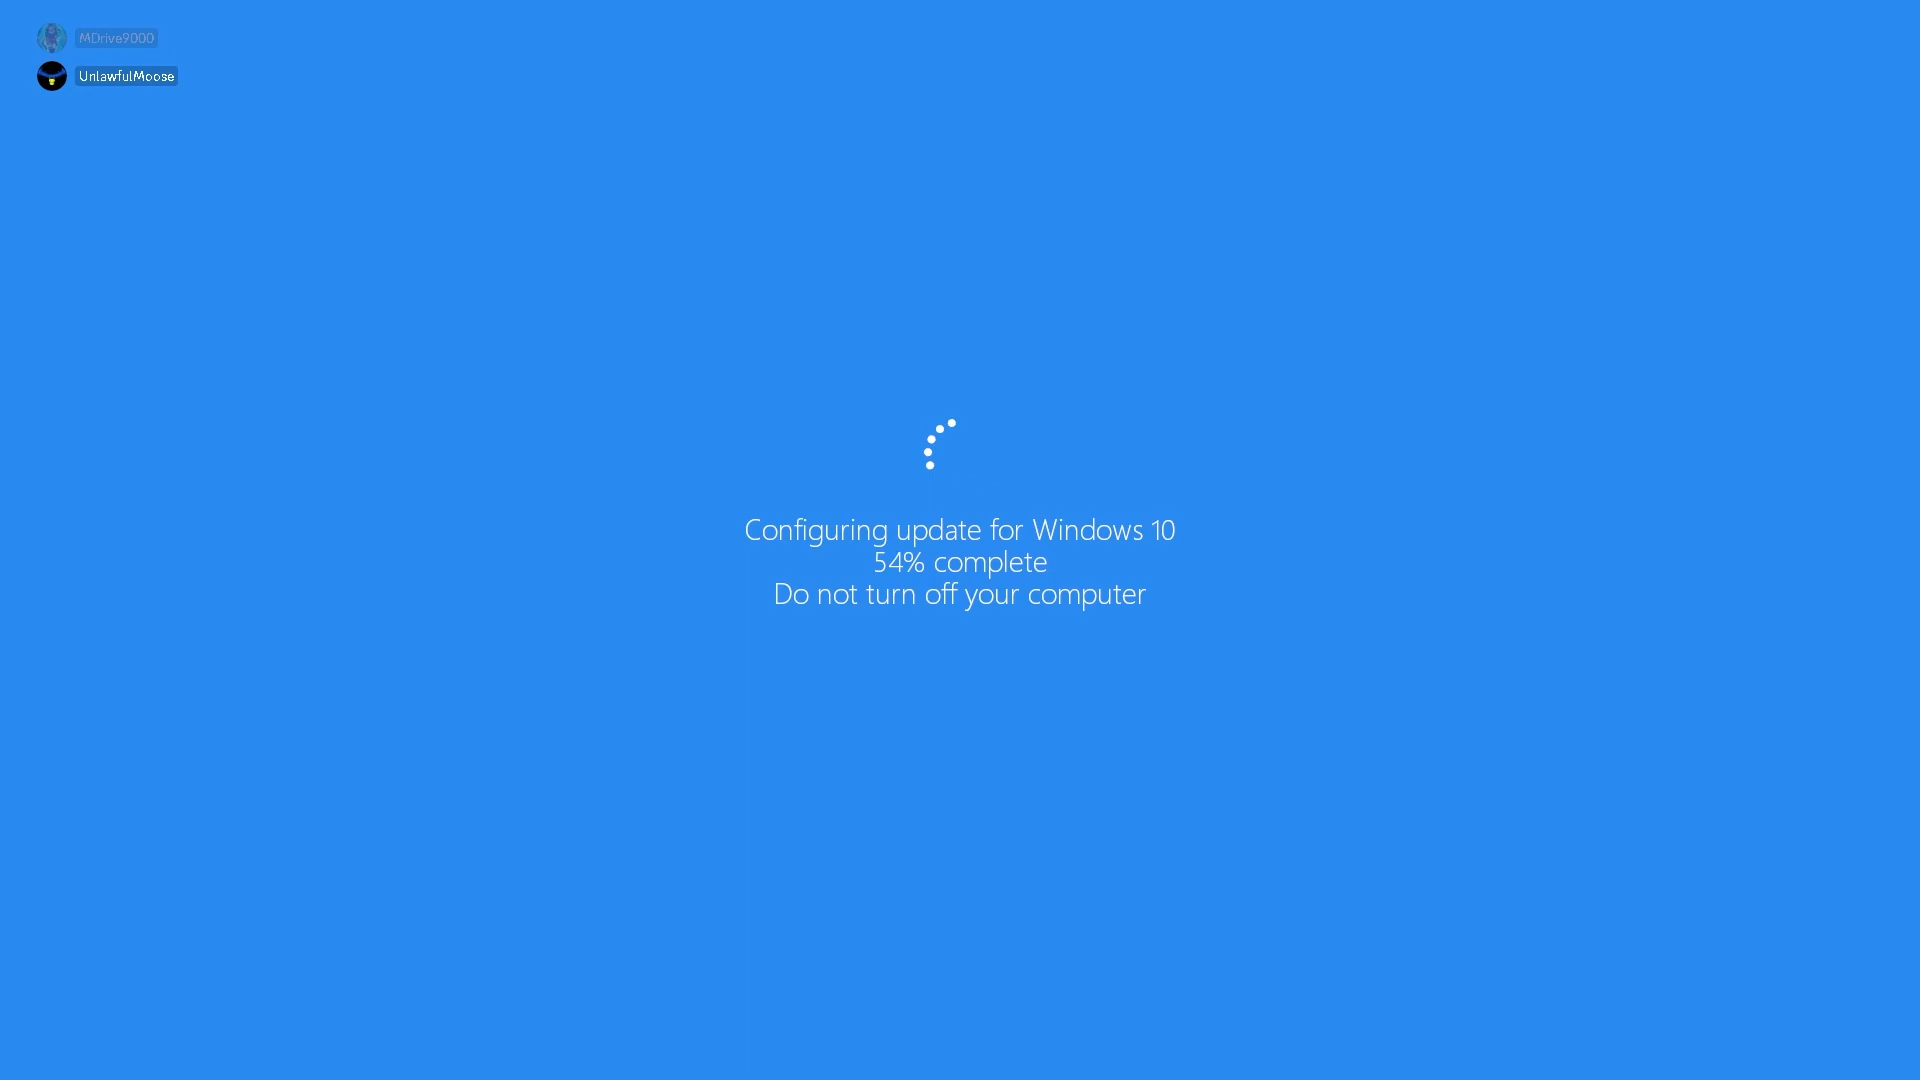 MDrive9000
UnlawfulMoose
Configuring update for Windows 10
54% complete
Do not turn off your computer